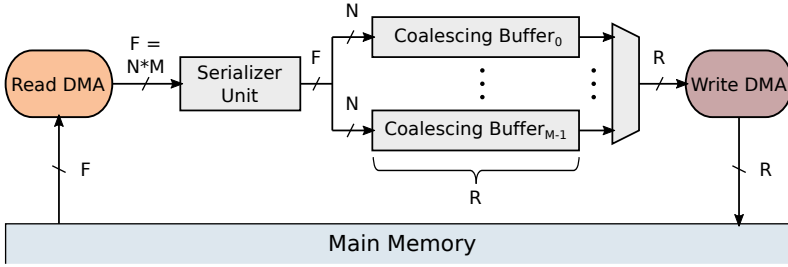 F =
N*M
Read DMA
Serializer
Unit
F
N
N
Coalescing Buffer0
Coalescing BufferM-1
R
R
Write DMA
F
R
Main Memory